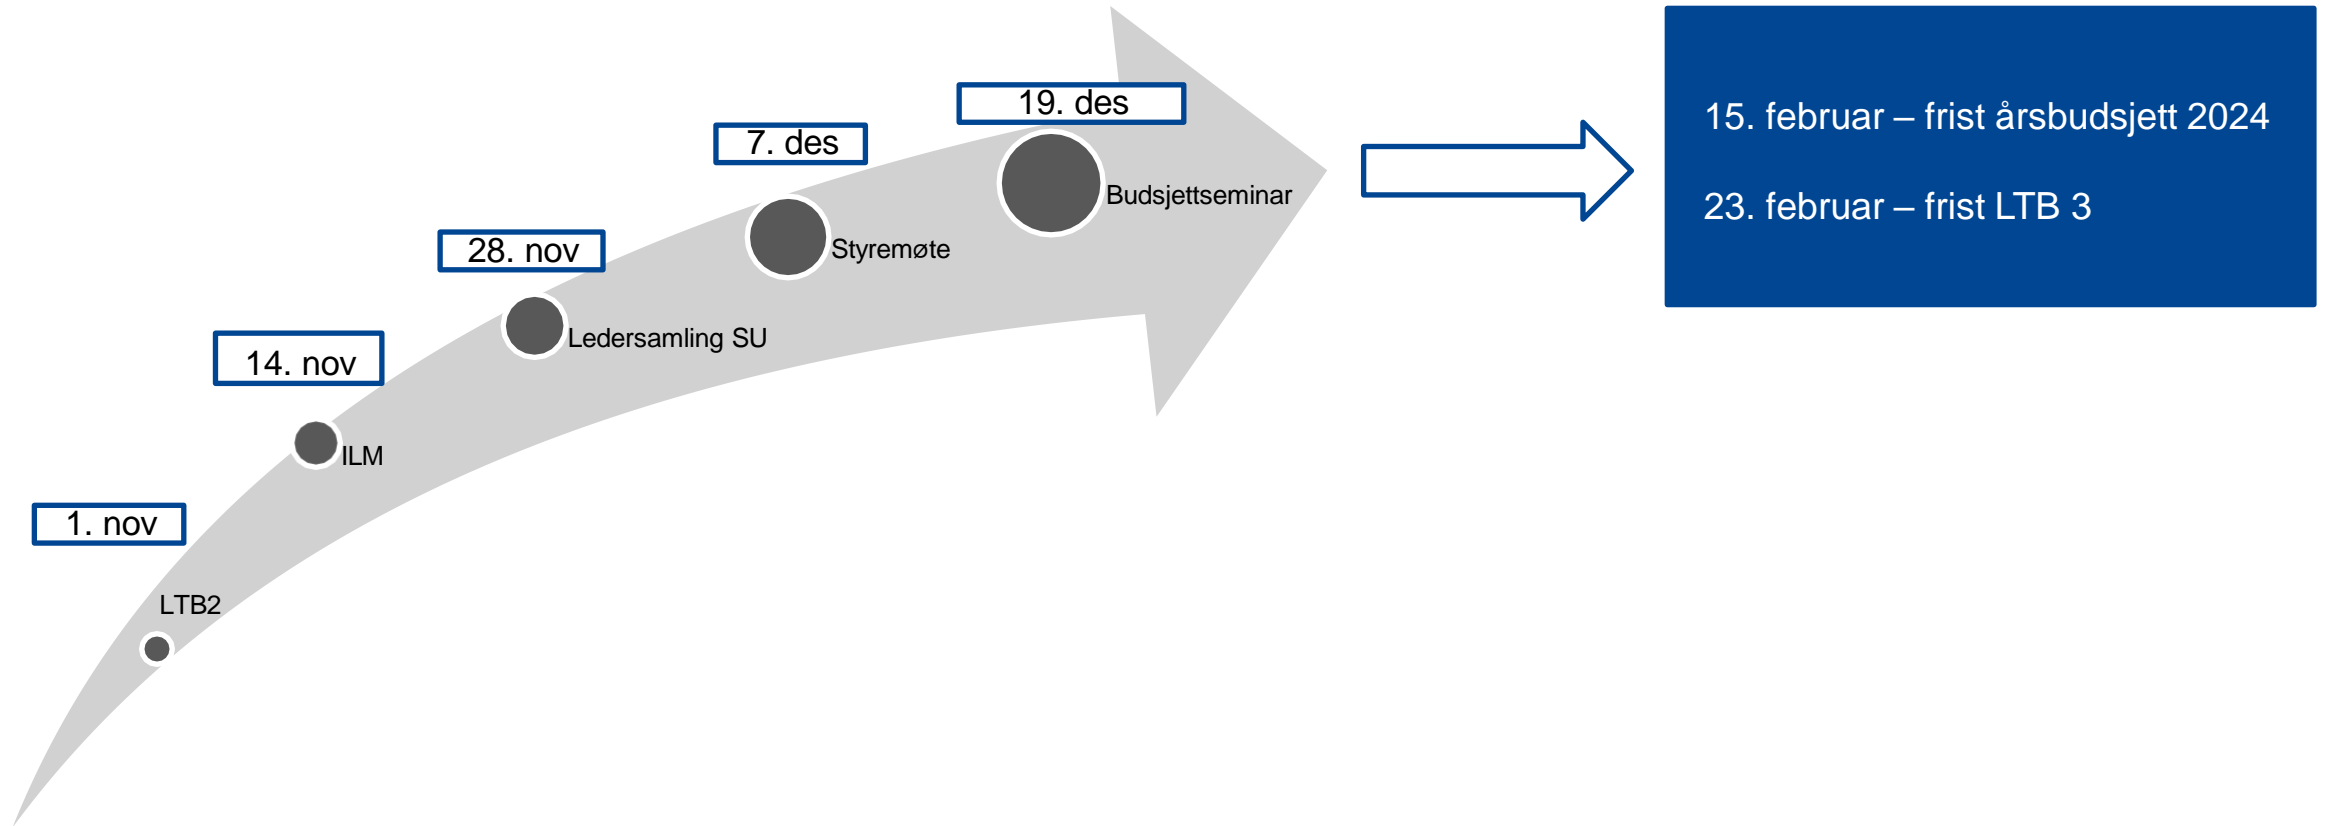 1. nov
LTB2
14. nov
ILM
28. nov
Ledersamling SU
7. des
Styremøte
19. des
Budsjettseminar
15. februar – frist årsbudsjett 2024
23. februar – frist LTB 3